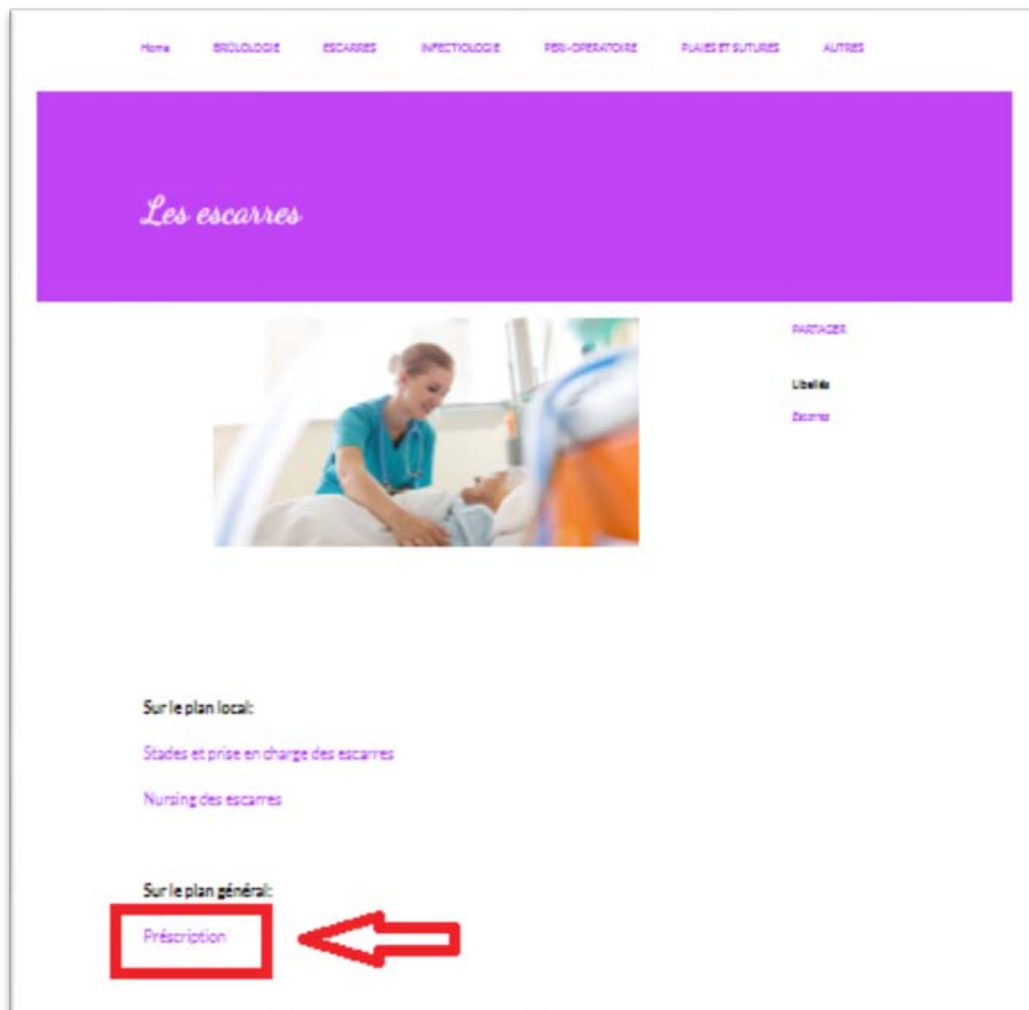 Home BRÛLOLOGIE ESCARRES INFECTIOLOGIE PERI-OPERATOIRE PLAIES ET SUTURES AUTRES
Les escarres
PARTAGER
Libellés
Escarres
Sur le plan local:
Stades et prise en charge des escarres
Nursing des escarres
Sur le plan général:
Préscription